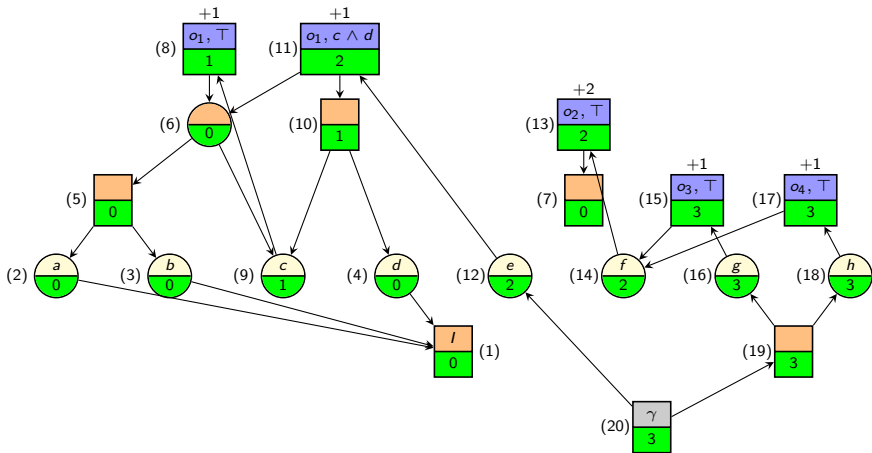 +1 +1
(8) o₁, ⊤ (11) o₁, c ∧ d
1 2
+2
(6) 0 (10) 1 (13) o₂, ⊤
2
+1 +1
(5) 0 (7) 0 (15) o₃, ⊤ (17) o₄, ⊤
3 3
(2) a (3) b (9) c (4) d (12) e (14) f (16) g (18) h
0 0 1 0 2 2 3 3
I (1) (19)
0 3
(20) γ
3